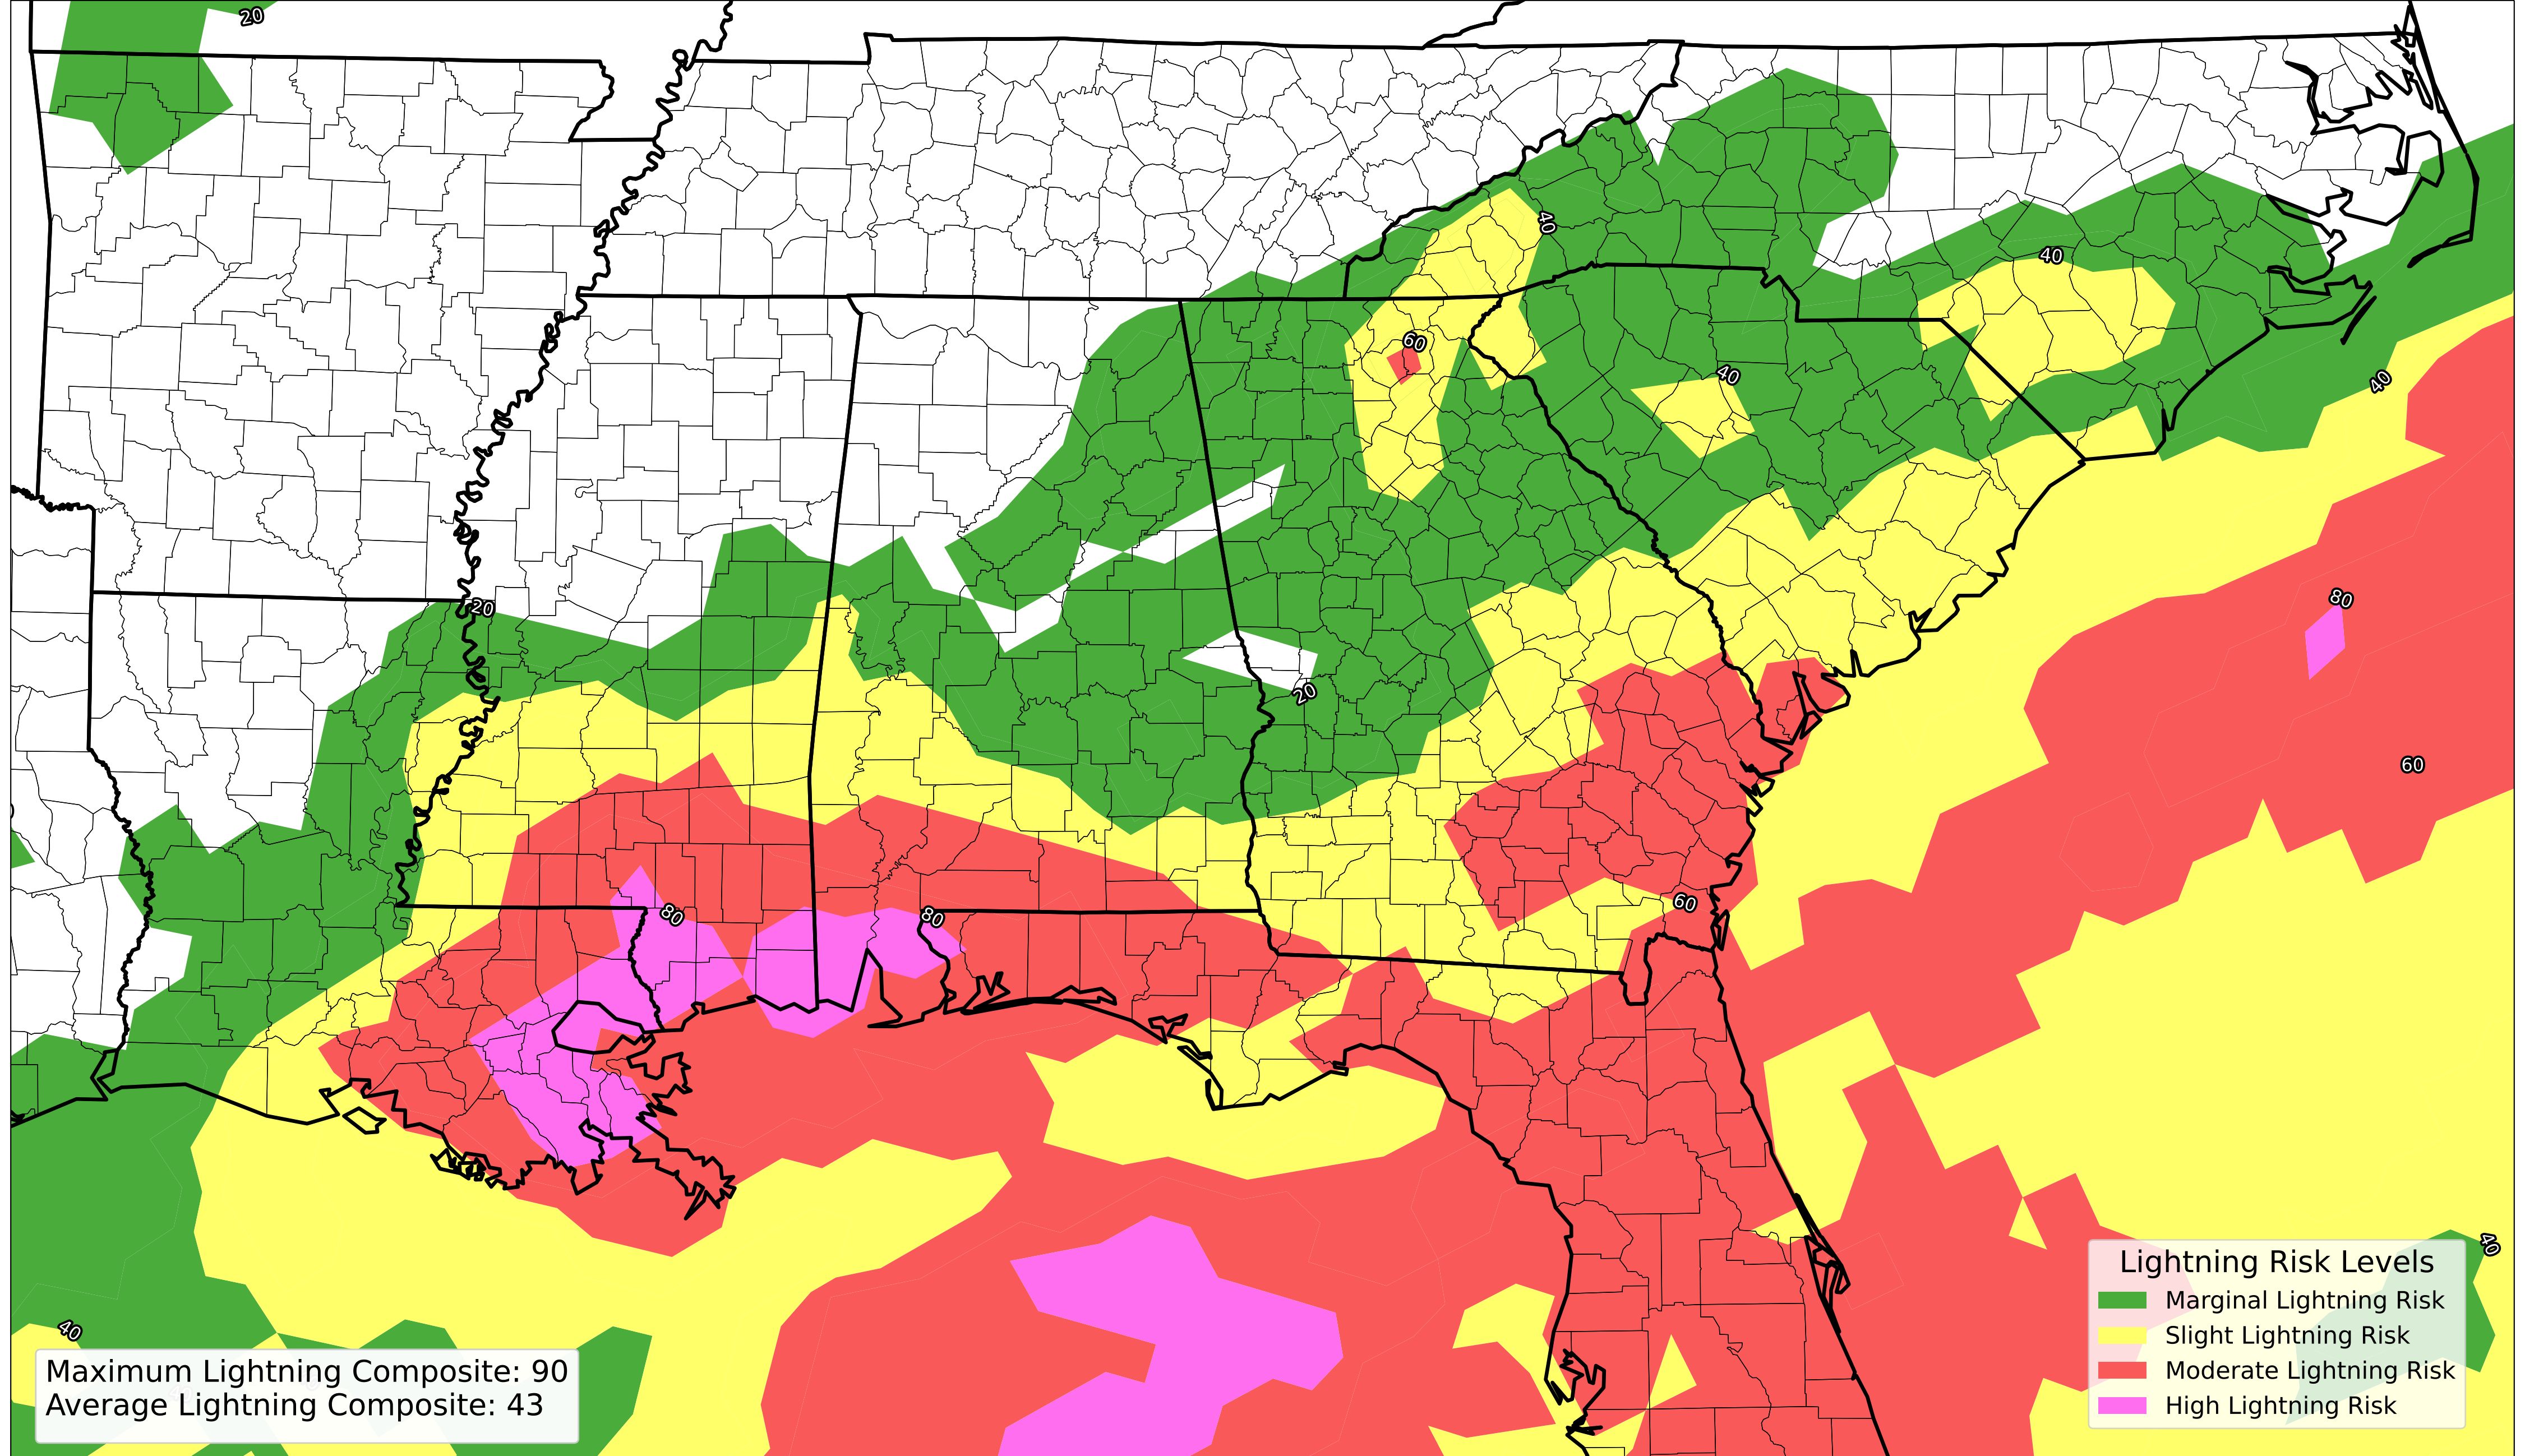 20
40
60
40
40
40
20
80
20
60
80
80
60
40
40
Lightning Risk Levels
Marginal Lightning Risk
Slight Lightning Risk
Moderate Lightning Risk
High Lightning Risk
Maximum Lightning Composite: 90
Average Lightning Composite: 43